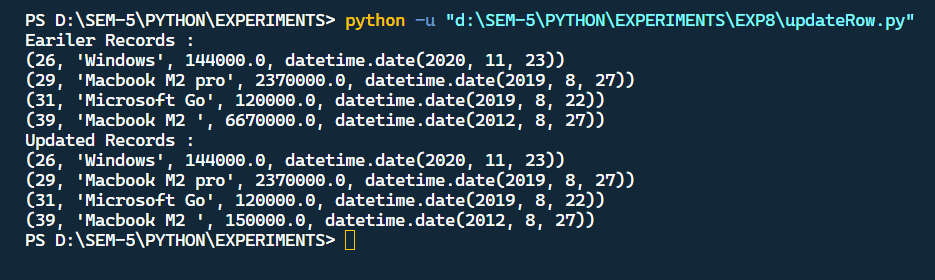 PS D:\SEM-5\PYTHON\EXPERIMENTS> python -u "d:\SEM-5\PYTHON\EXPERIMENTS\EXP8\updateRow.py"
Eariler Records :
(26, 'Windows', 144000.0, datetime.date(2020, 11, 23))
(29, 'Macbook M2 pro', 2370000.0, datetime.date(2019, 8, 27))
(31, 'Microsoft Go', 120000.0, datetime.date(2019, 8, 22))
(39, 'Macbook M2 ', 6670000.0, datetime.date(2012, 8, 27))
Updated Records :
(26, 'Windows', 144000.0, datetime.date(2020, 11, 23))
(29, 'Macbook M2 pro', 2370000.0, datetime.date(2019, 8, 27))
(31, 'Microsoft Go', 120000.0, datetime.date(2019, 8, 22))
(39, 'Macbook M2 ', 150000.0, datetime.date(2012, 8, 27))
PS D:\SEM-5\PYTHON\EXPERIMENTS>